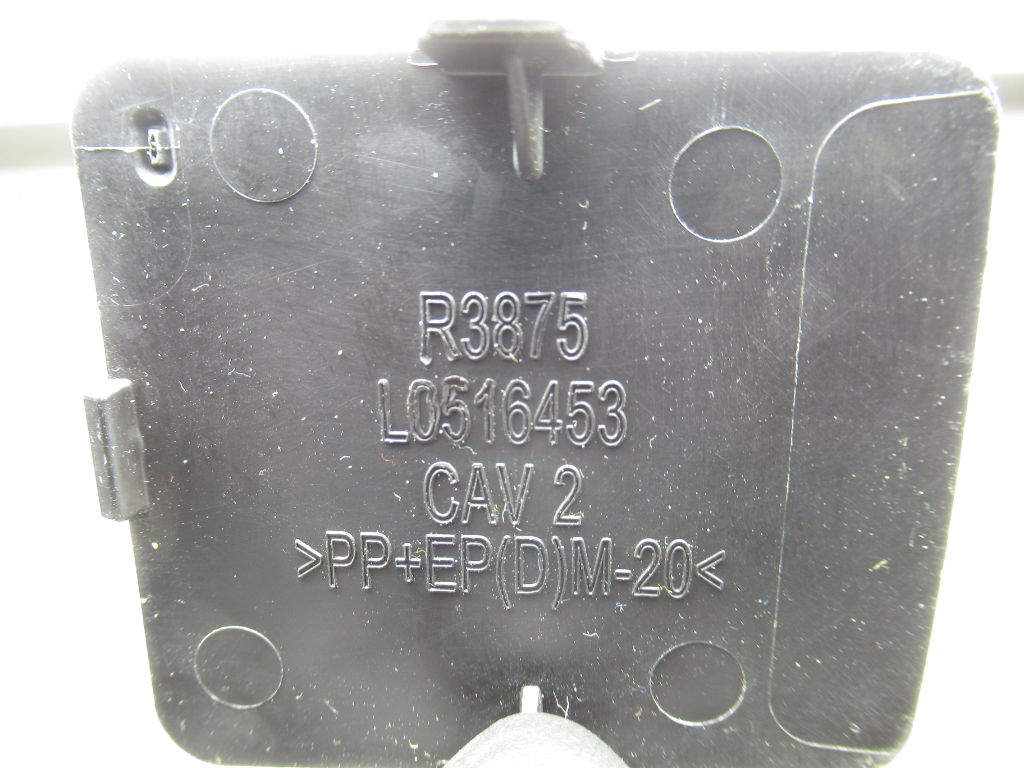 R3875
L0516453
CAV 2
>PP+EP(D)M-20<